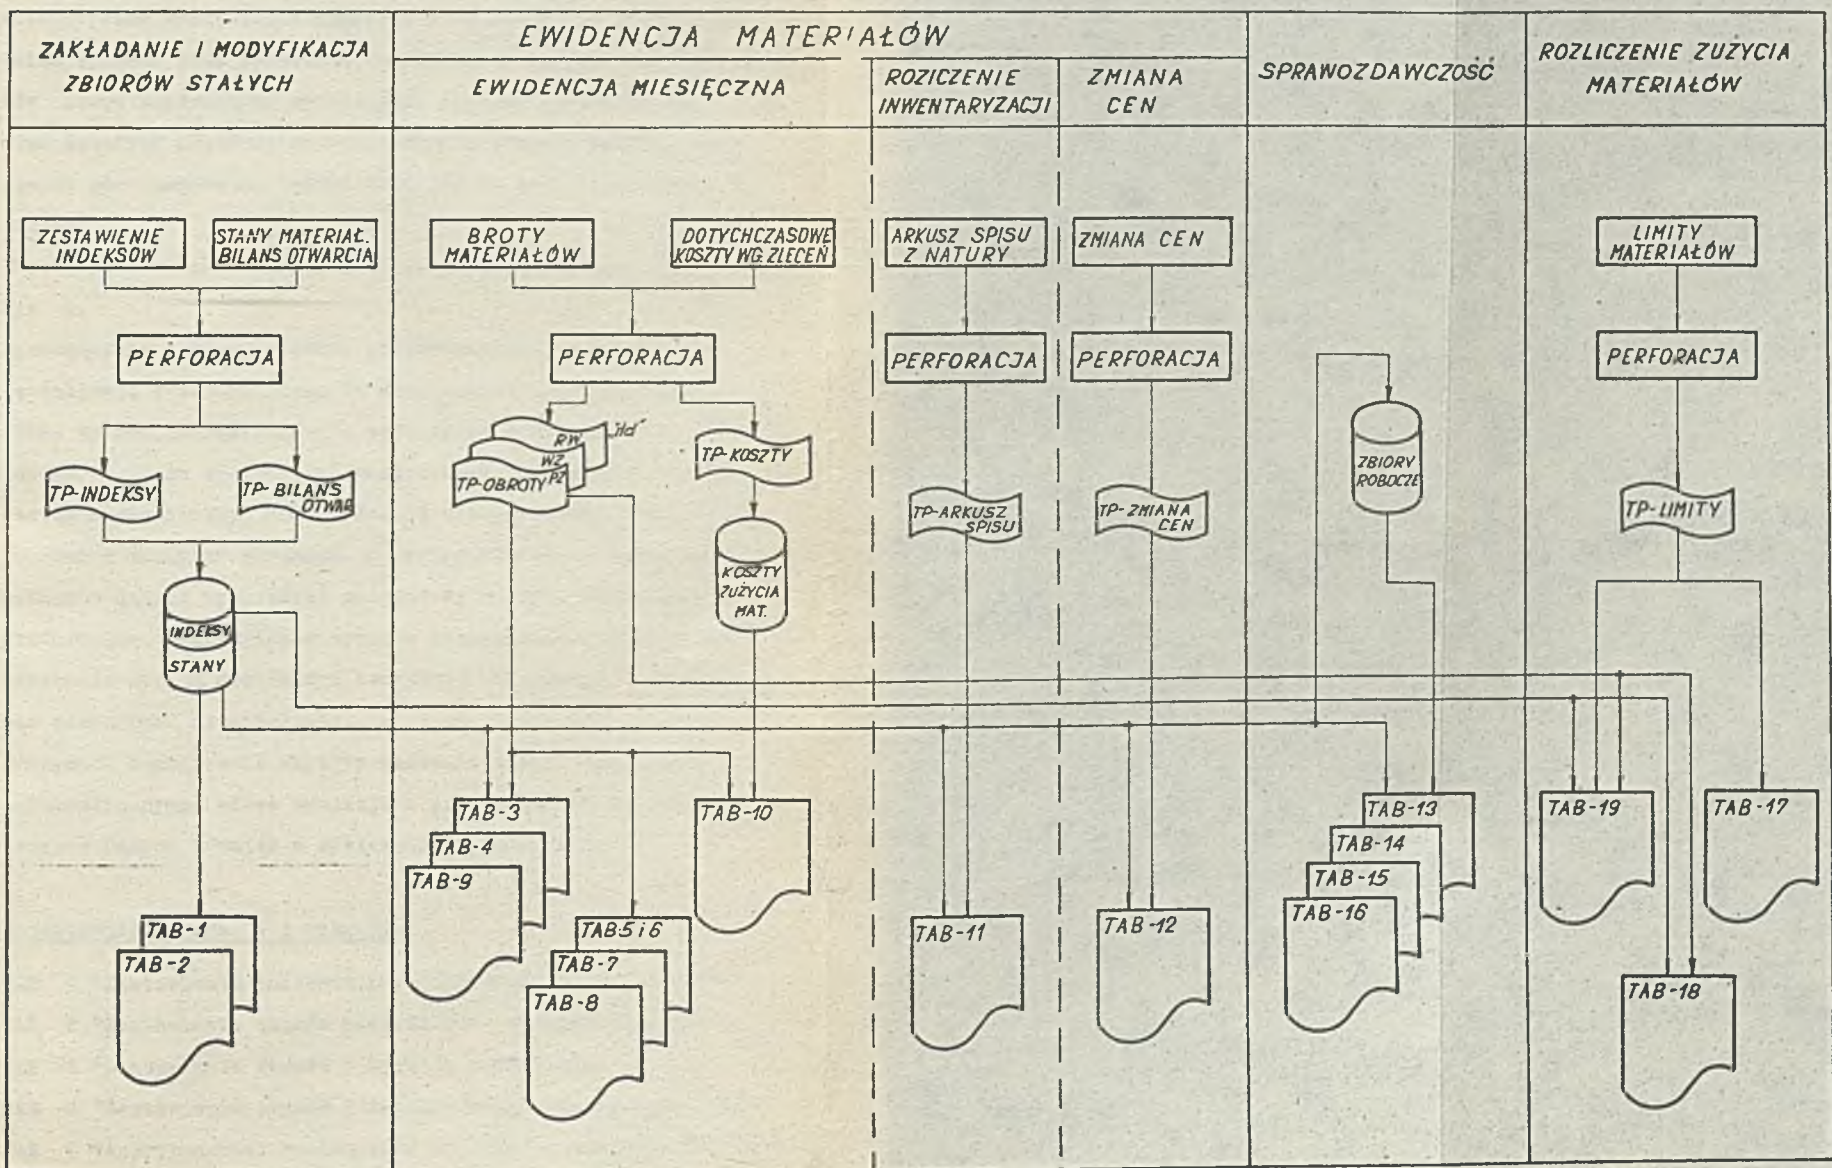 ZAKŁADANIE I MODYFIKACJA
ZBIORÓW STAŁYCH
EWIDENCJA MATERIAŁÓW
EWIDENCJA MIESIĘCZNA
ROZICZENIE
INWENTARYZACJI
ZMIANA
CEN
SPRAWOZDAWCZOŚĆ
ROZLICZENIE ZUŻYCIA
MATERIAŁÓW
ZESTAWIENIE
INDEKSÓW
STANY MATERIAŁ.
BILANS OTWARCIA
BROTY
MATERIAŁÓW
DOTYCHCZASOWE
KOSZTY WG. ZLECEŃ
ARKUSZ SPISU
Z NATURY
ZMIANA CEN
LIMITY
MATERIAŁÓW
PERFORACJA
PERFORACJA
PERFORACJA
PERFORACJA
PERFORACJA
TP-INDEKSY
TP-BILANS
OTWAR
RW
WZ
TP-OBROTY PZ
TP-KOSZTY
TP-ARKUSZ
SPISU
TP-ZMIANA
CEN
ZBIORY
ROBOCZE
TP-LIMITY
INDEKSY
STANY
KOSZTY
ZUŻYCIA
MAT.
TAB-1
TAB-2
TAB-3
TAB-4
TAB-9
TAB-5 i 6
TAB-7
TAB-8
TAB-10
TAB-11
TAB-12
TAB-13
TAB-14
TAB-15
TAB-16
TAB-19
TAB-17
TAB-18